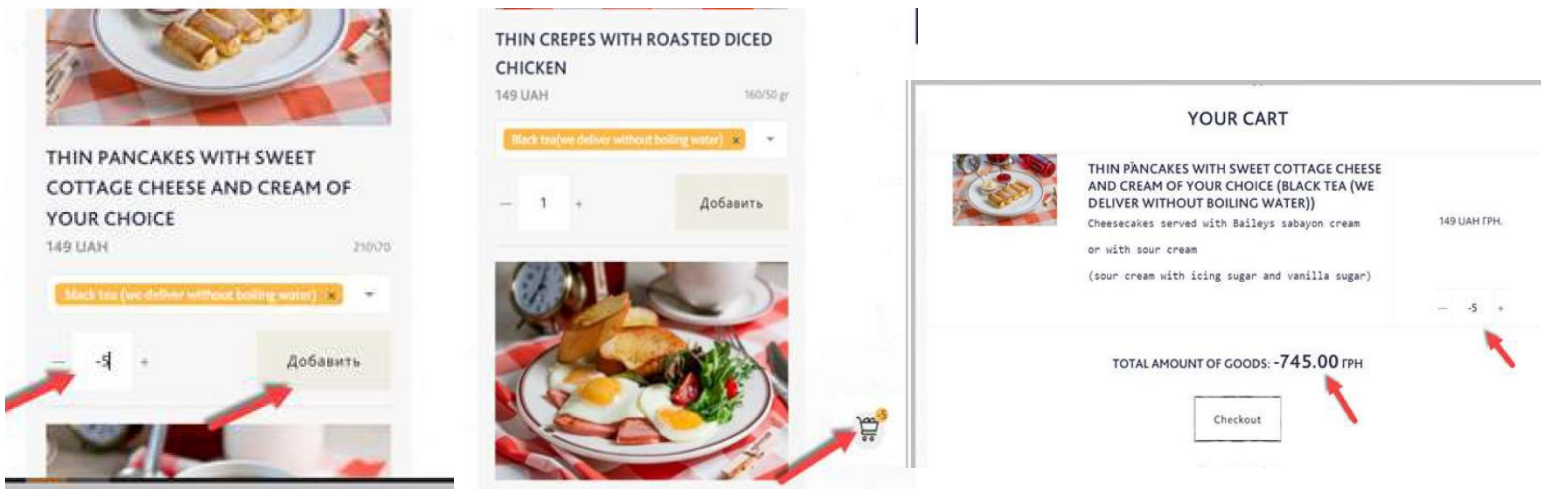 THIN PANCAKES WITH SWEET
COTTAGE CHEESE AND CREAM OF
YOUR CHOICE
149 UAH 210\70
Black tea (we deliver without boiling water) ×
— -5 +
Добавить
THIN CREPES WITH ROASTED DICED
CHICKEN
149 UAH 160/50 gr
Black tea(we deliver without boiling water) ×
— 1 +
Добавить
-5
YOUR CART
THIN PANCAKES WITH SWEET COTTAGE CHEESE
AND CREAM OF YOUR CHOICE (BLACK TEA (WE
DELIVER WITHOUT BOILING WATER))
Cheesecakes served with Baileys sabayon cream
or with sour cream
(sour cream with icing sugar and vanilla sugar)
149 UAH ГРН.
— -5 +
TOTAL AMOUNT OF GOODS: -745.00 ГРН
Checkout